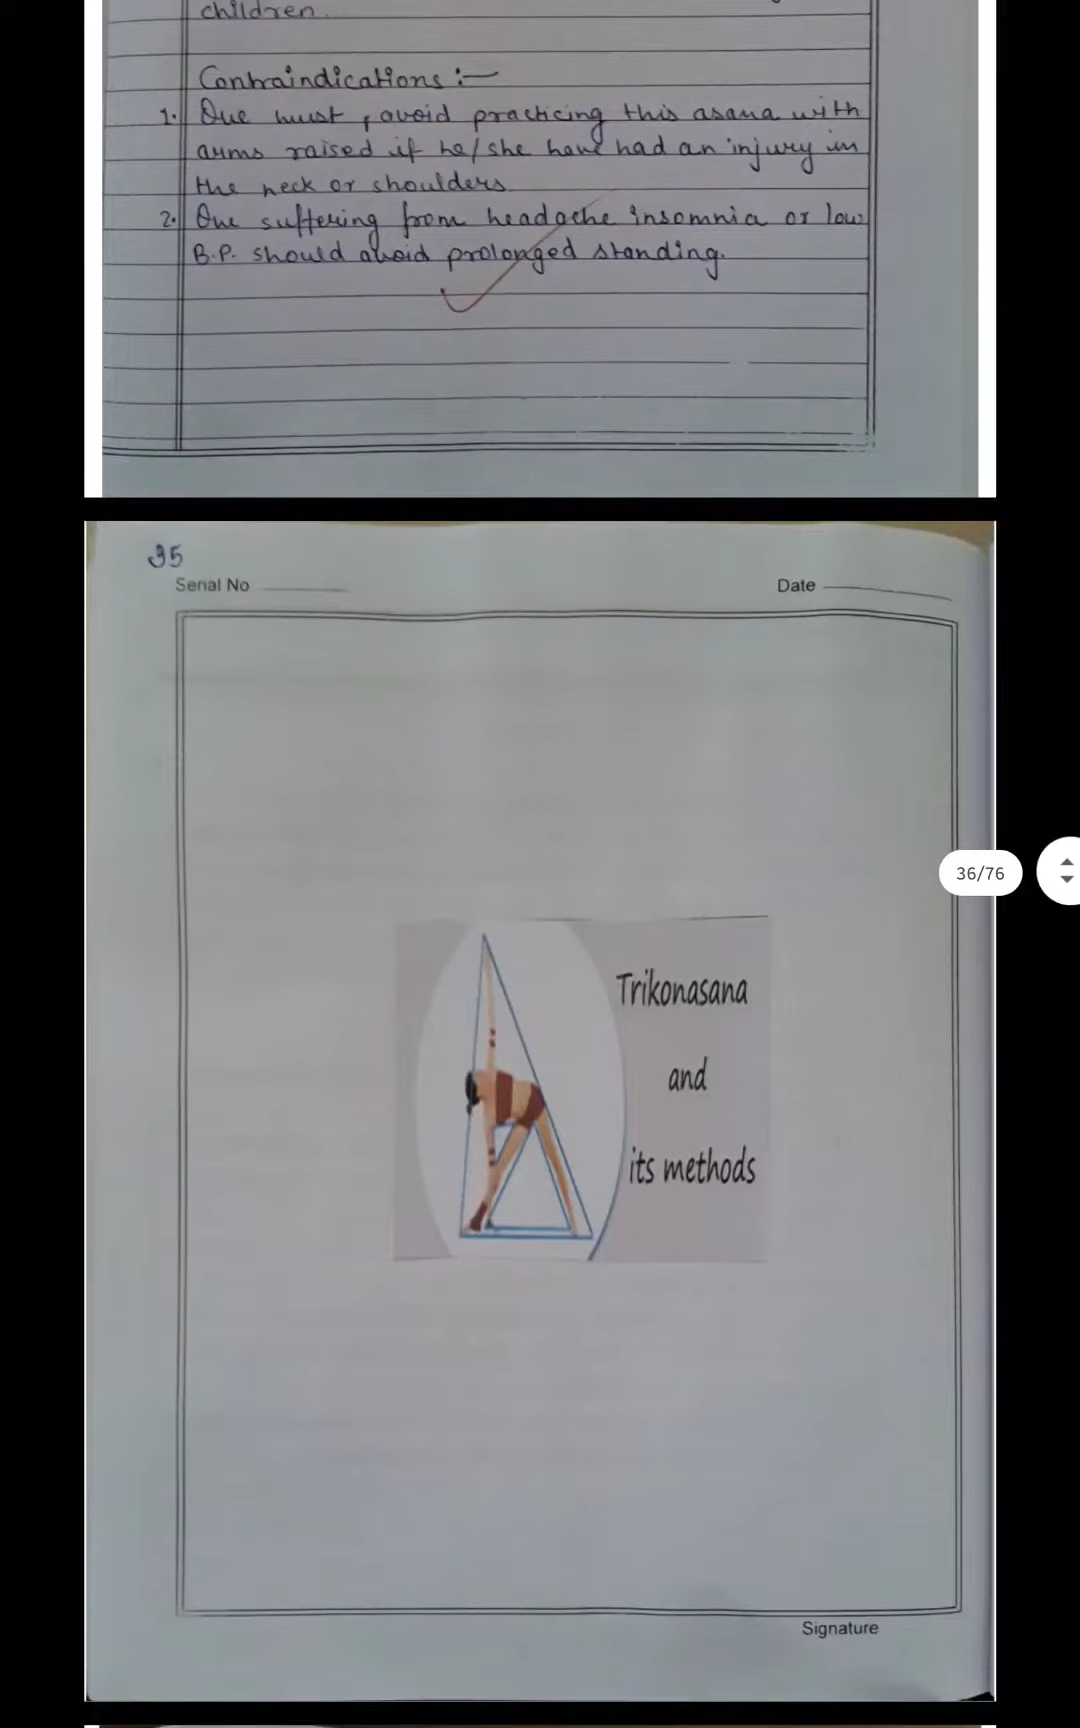 children.
Contraindications :—
1. One must, avoid practicing this asana with
arms raised if he/she have had an injury in
the neck or shoulders.
2. One suffering from headache insomnia or low
B.P. should avoid prolonged standing.
35
Serial No
Date
36/76
Trikonasana
and
its methods
Signature